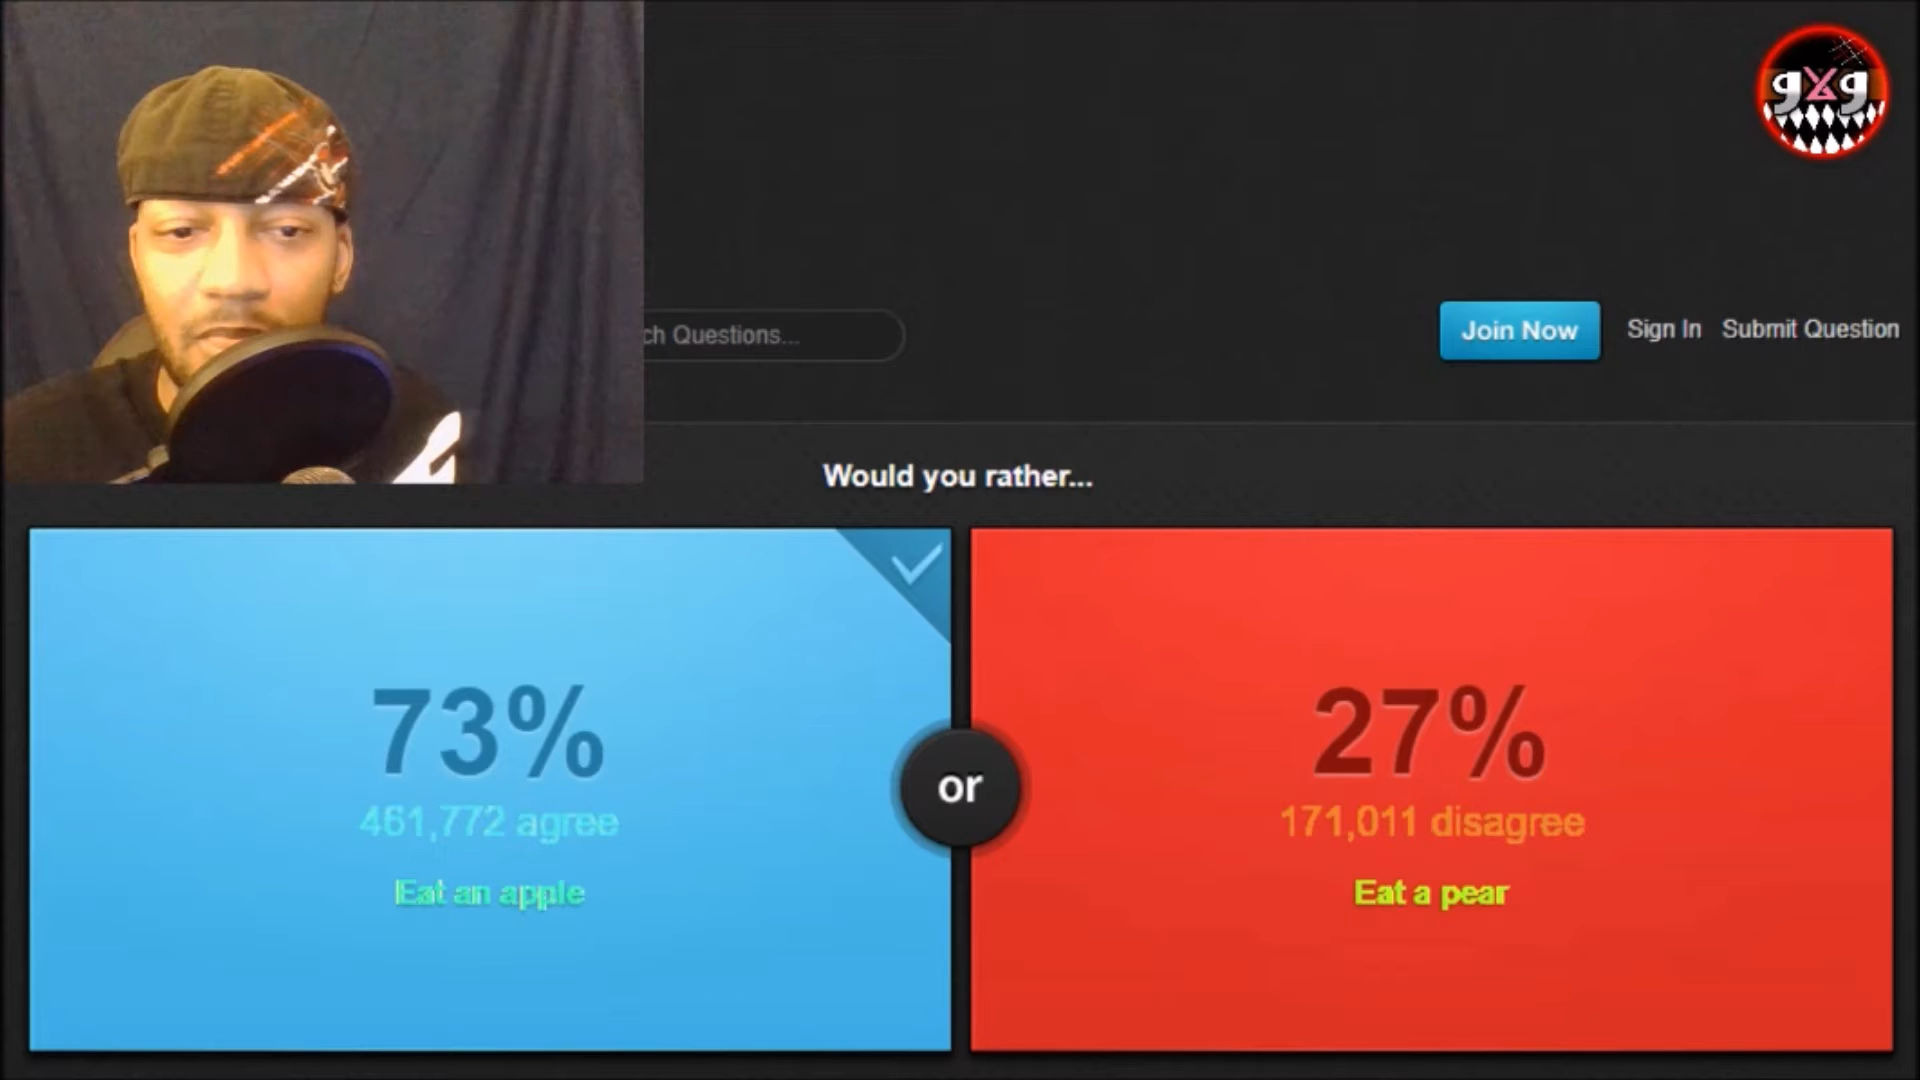 gxg
ch Questions...
Join Now
Sign In
Submit Question
Would you rather...
73%
461,772 agree
Eat an apple
or
27%
171,011 disagree
Eat a pear